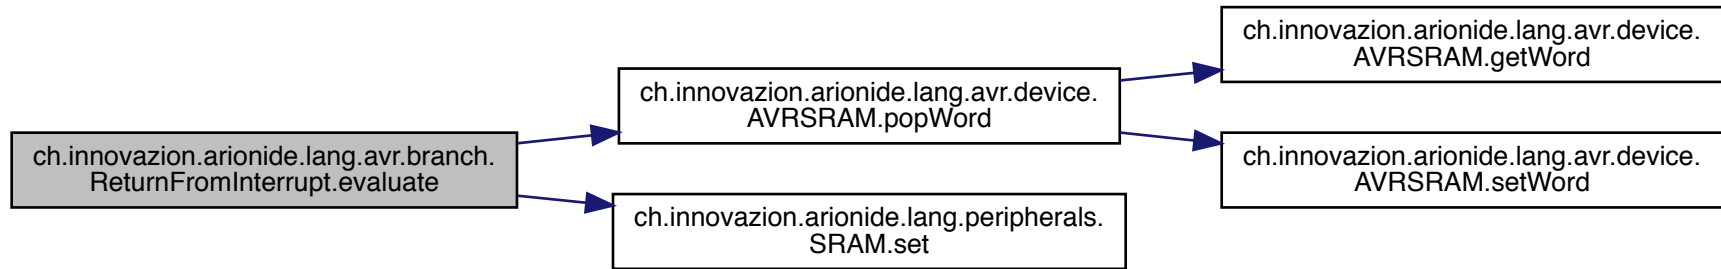 ch.innovazion.arionide.lang.avr.branch.
ReturnFromInterrupt.evaluate
ch.innovazion.arionide.lang.avr.device.
AVRSRAM.popWord
ch.innovazion.arionide.lang.peripherals.
SRAM.set
ch.innovazion.arionide.lang.avr.device.
AVRSRAM.getWord
ch.innovazion.arionide.lang.avr.device.
AVRSRAM.setWord